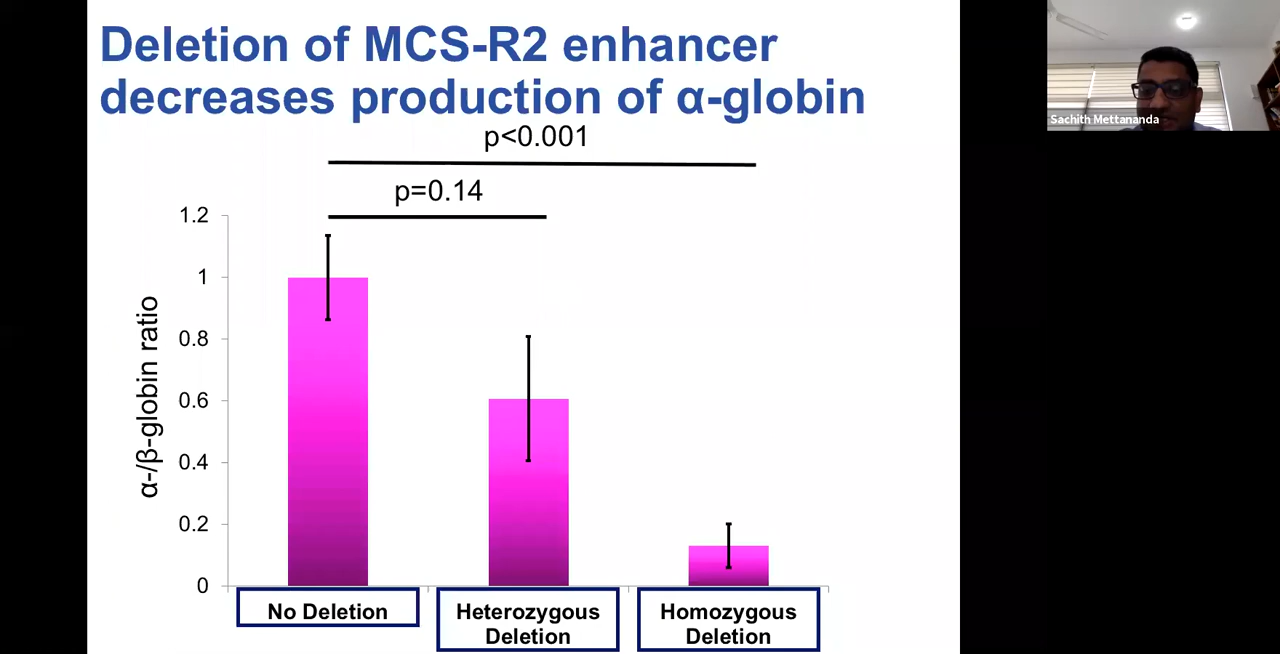 Deletion of MCS-R2 enhancer
decreases production of α-globin
p<0.001
p=0.14
1.2
1
0.8
0.6
0.4
0.2
0
α-/β-globin ratio
No Deletion
Heterozygous
Deletion
Homozygous
Deletion
Sachith Mettananda